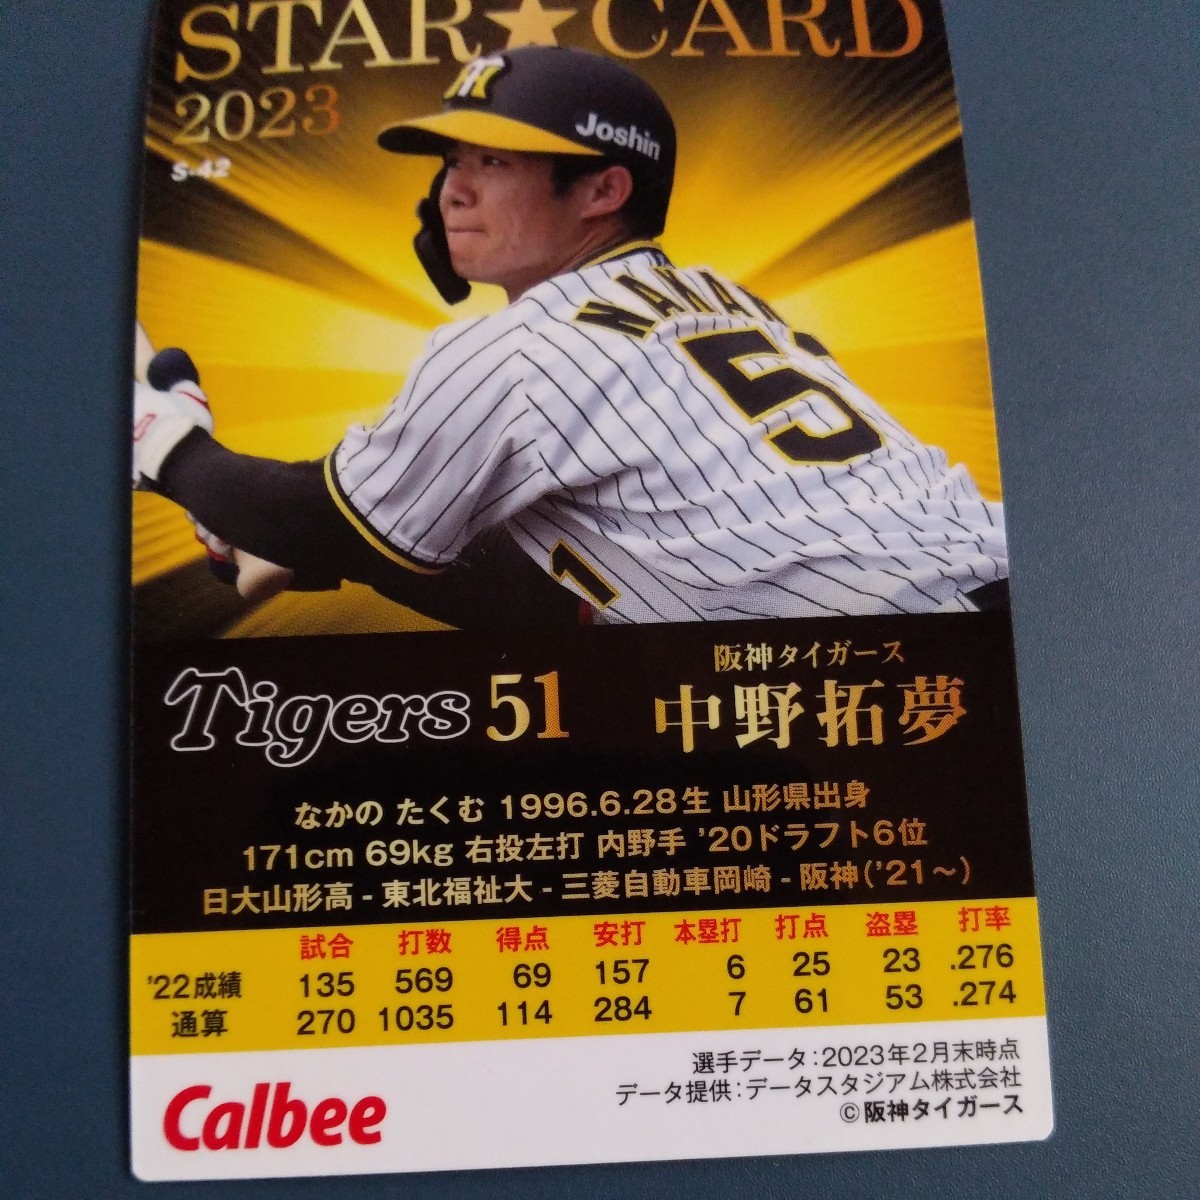 STAR★CARD
2023
S-42
Joshin
NAKAN
51
Tigers 51
阪神タイガース
中野拓夢
なかの たくむ 1996.6.28生 山形県出身
171cm 69kg 右投左打 内野手 '20ドラフト6位
日大山形高 - 東北福祉大 - 三菱自動車岡崎 - 阪神('21～)
試合 打数 得点 安打 本塁打 打点 盗塁 打率
'22成績 135 569 69 157 6 25 23 .276
通算 270 1035 114 284 7 61 53 .274
選手データ:2023年2月末時点
データ提供:データスタジアム株式会社
©阪神タイガース
Calbee